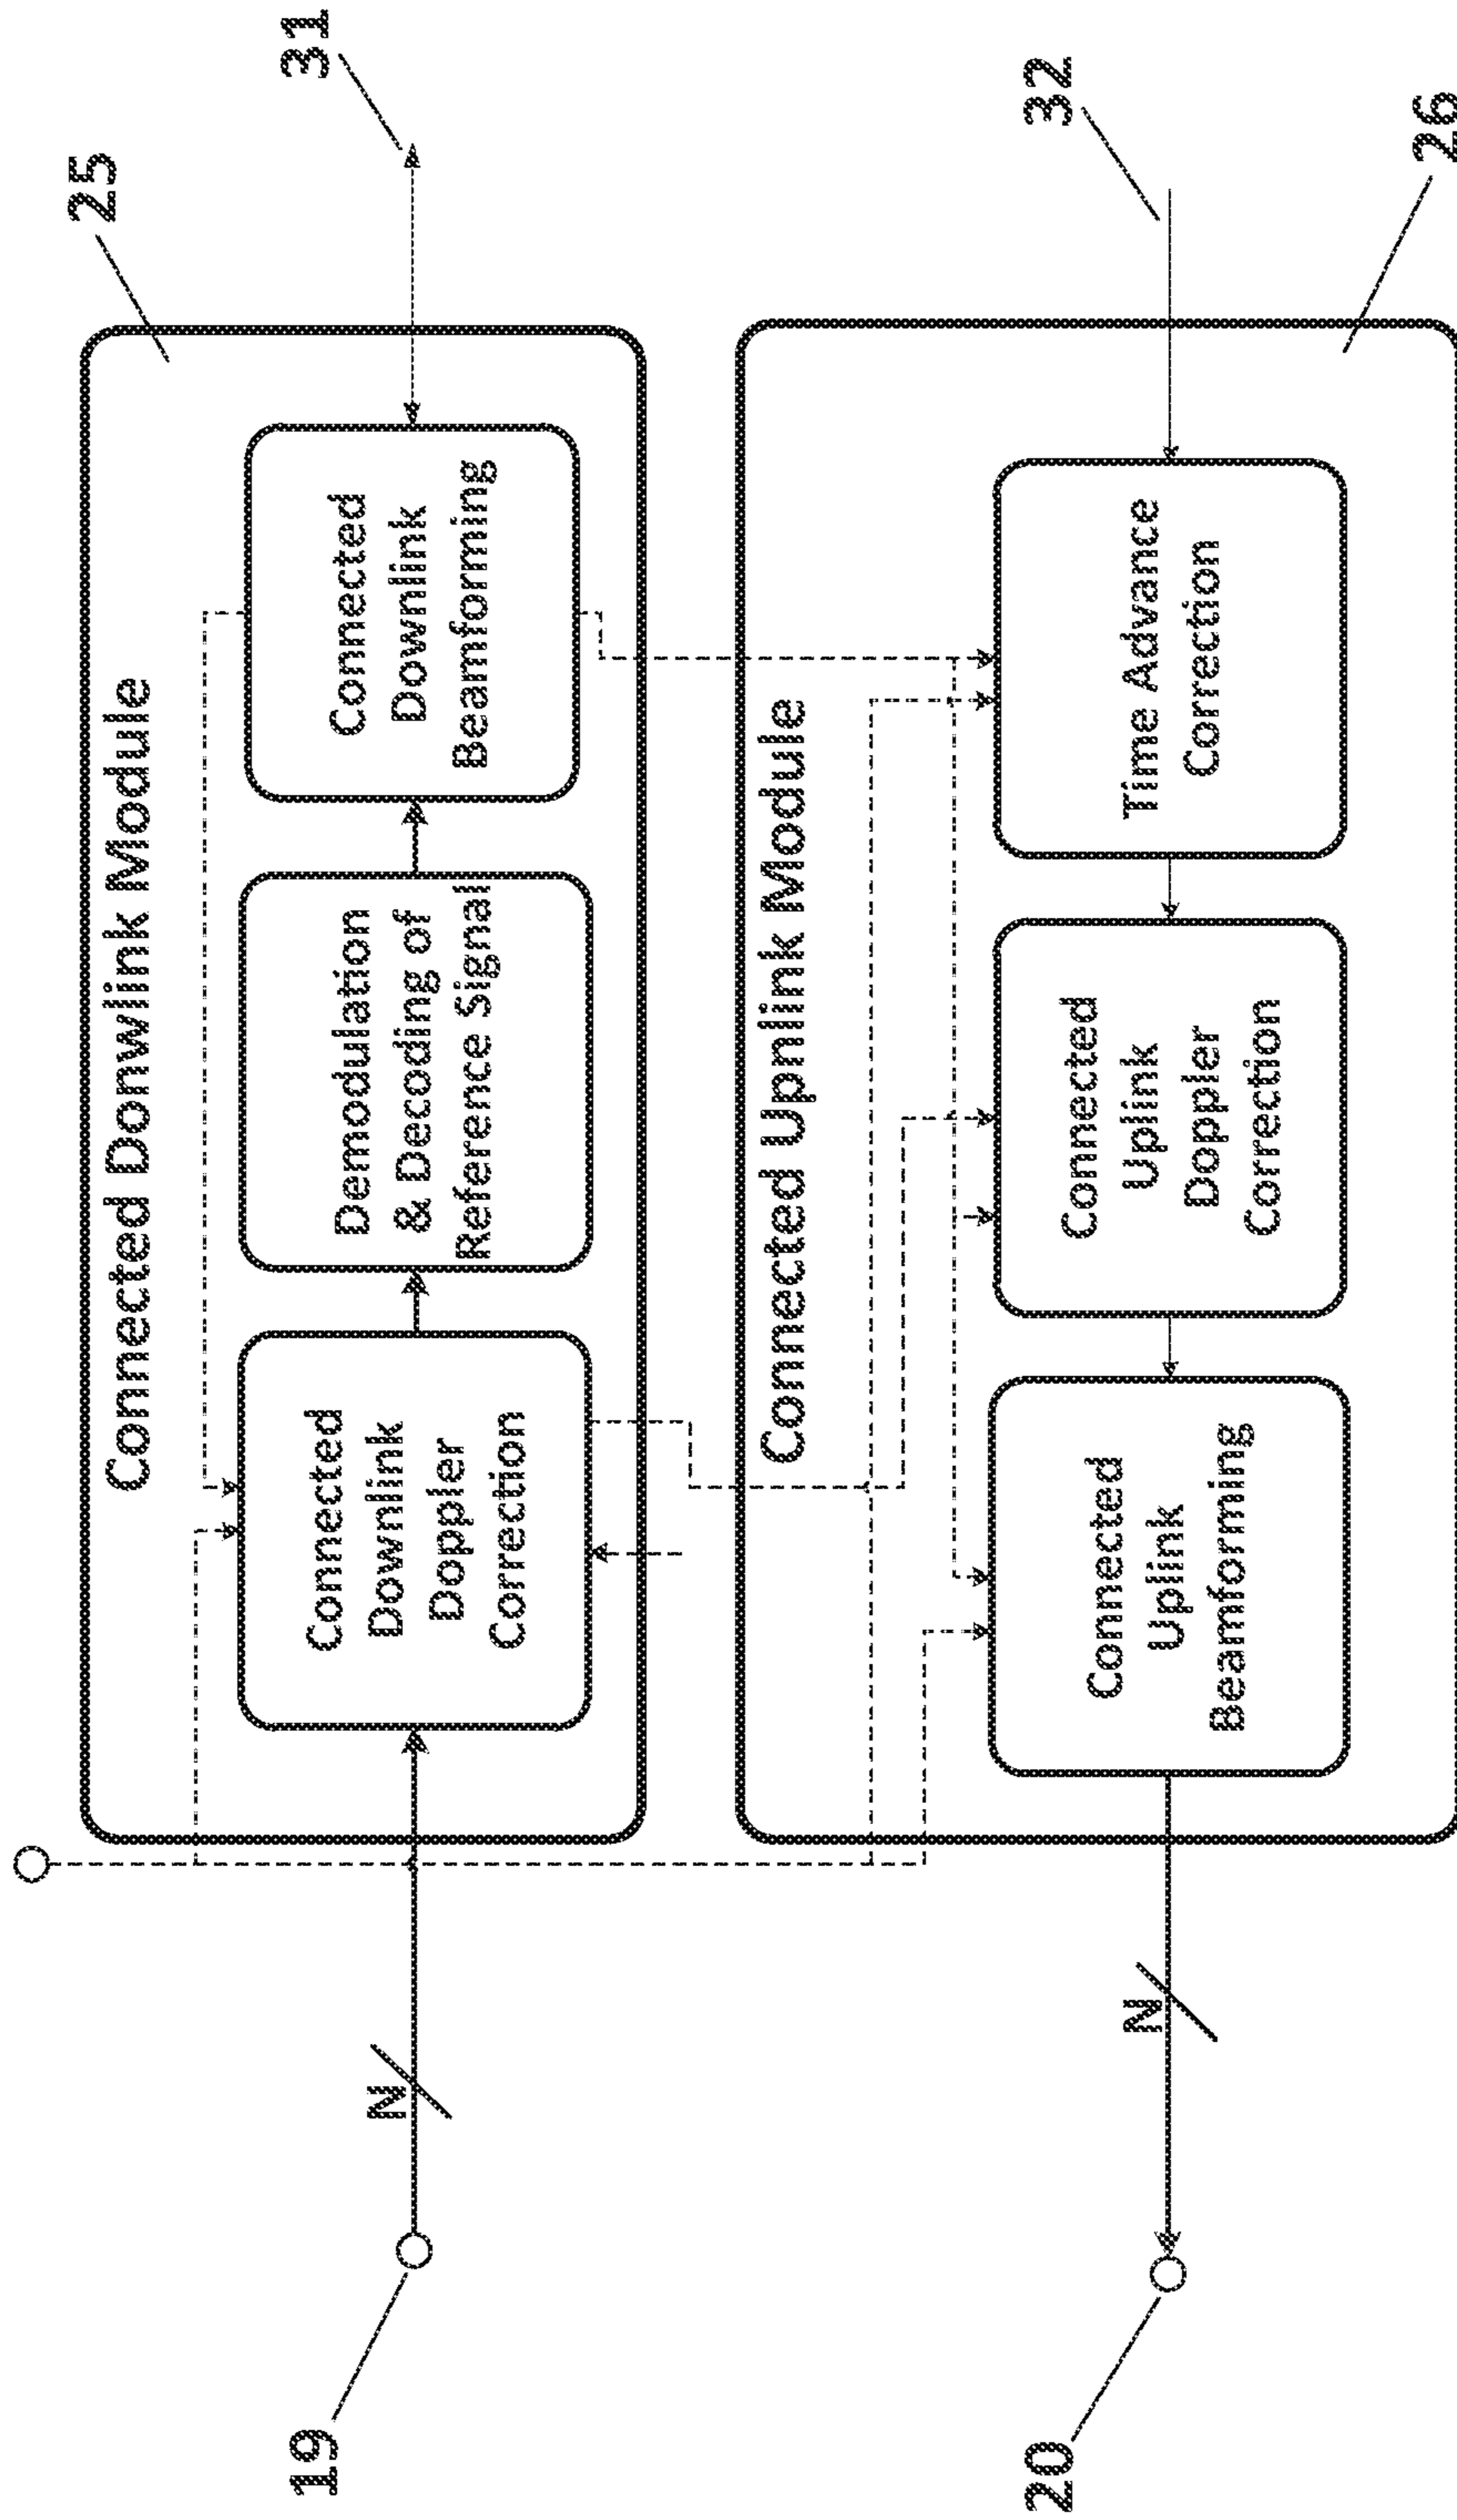 Connected Donwlink Module
25
31
19
N
Connected
Downlink
Doppler
Correction
Demodulation
& Decoding of
Reference Signal
Connected
Downlink
Beamforming
Connected Uplink Module
32
26
20
N
Connected
Uplink
Beamforming
Connected
Uplink
Doppler
Correction
Time Advance
Correction